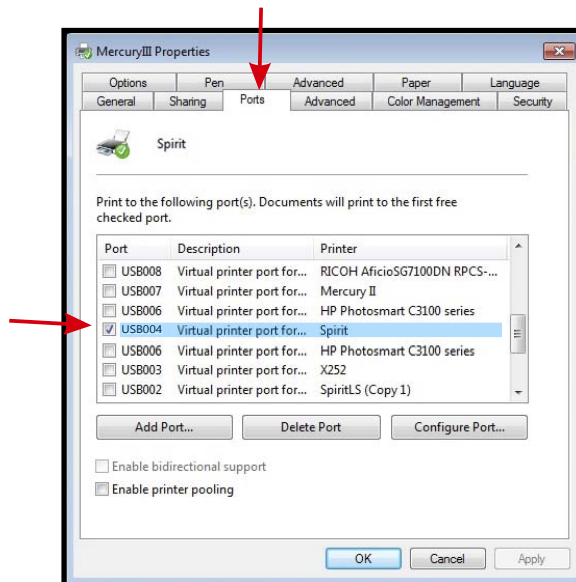 MercuryIII Properties
Options Pen Advanced Paper Language
General Sharing Ports Advanced Color Management Security
Spirit
Print to the following port(s). Documents will print to the first free
checked port.
Port Description Printer
USB008 Virtual printer port for... RICOH AficioSG7100DN RPCS-...
USB007 Virtual printer port for... Mercury II
USB006 Virtual printer port for... HP Photosmart C3100 series
USB004 Virtual printer port for... Spirit
USB006 Virtual printer port for... HP Photosmart C3100 series
USB003 Virtual printer port for... X252
USB002 Virtual printer port for... SpiritLS (Copy 1)
Add Port... Delete Port Configure Port...
Enable bidirectional support
Enable printer pooling
OK Cancel Apply